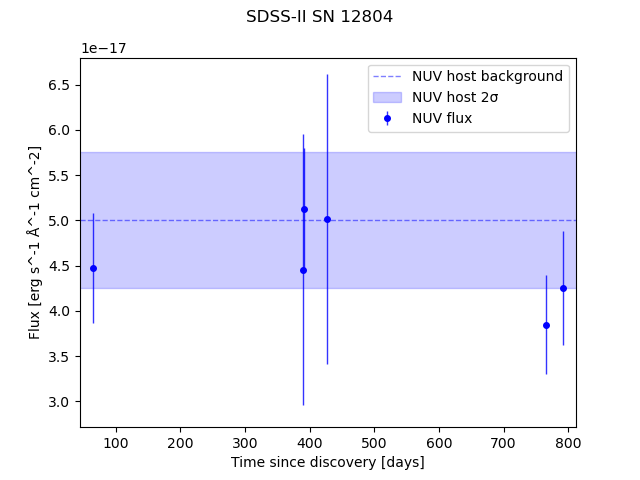 SDSS-II SN 12804
1e−17
NUV host background
NUV host 2σ
NUV flux
6.5
6.0
5.5
5.0
4.5
4.0
3.5
3.0
Flux [erg s^-1 Å^-1 cm^-2]
100 200 300 400 500 600 700 800
Time since discovery [days]